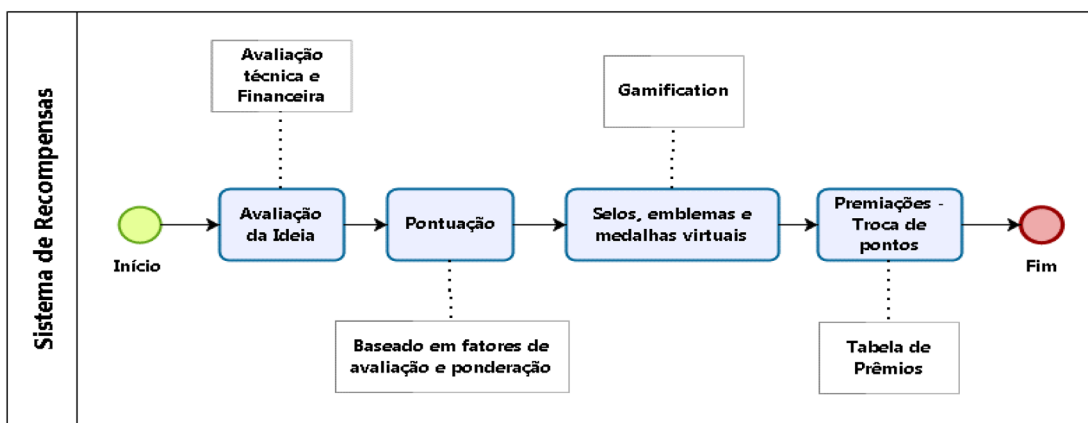 Sistema de Recompensas
Avaliação
técnica e
Financeira
Gamification
Início
Avaliação
da Ideia
Pontuação
Selos, emblemas e
medalhas virtuais
Premiações -
Troca de
pontos
Fim
Baseado em fatores de
avaliação e ponderação
Tabela de
Prêmios